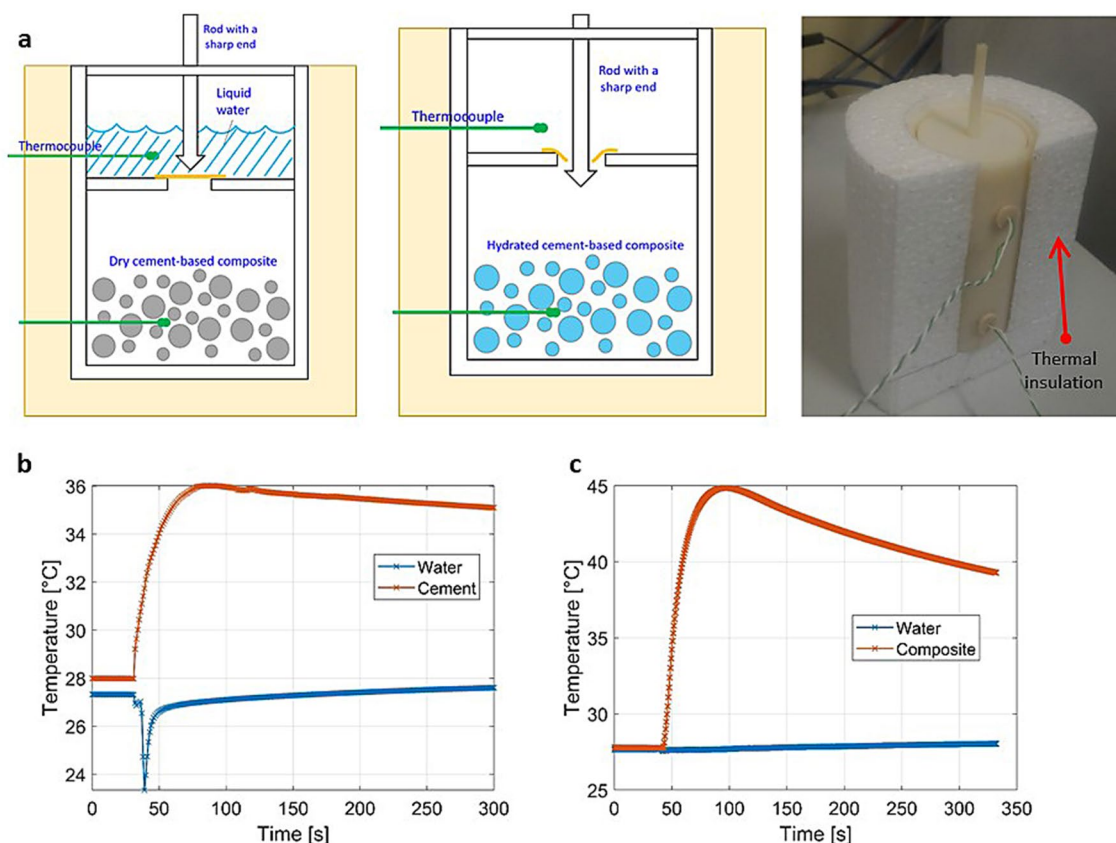 a
Rod with a
sharp end
Liquid
water
Thermocouple
Dry cement-based composite
Rod with a
sharp end
Thermocouple
Hydrated cement-based composite
Thermal
insulation
b
36
34
32
30
28
26
24
Temperature [°C]
Water
Cement
0 50 100 150 200 250 300
Time [s]
c
45
40
35
30
25
Temperature [°C]
Water
Composite
0 50 100 150 200 250 300 350
Time [s]